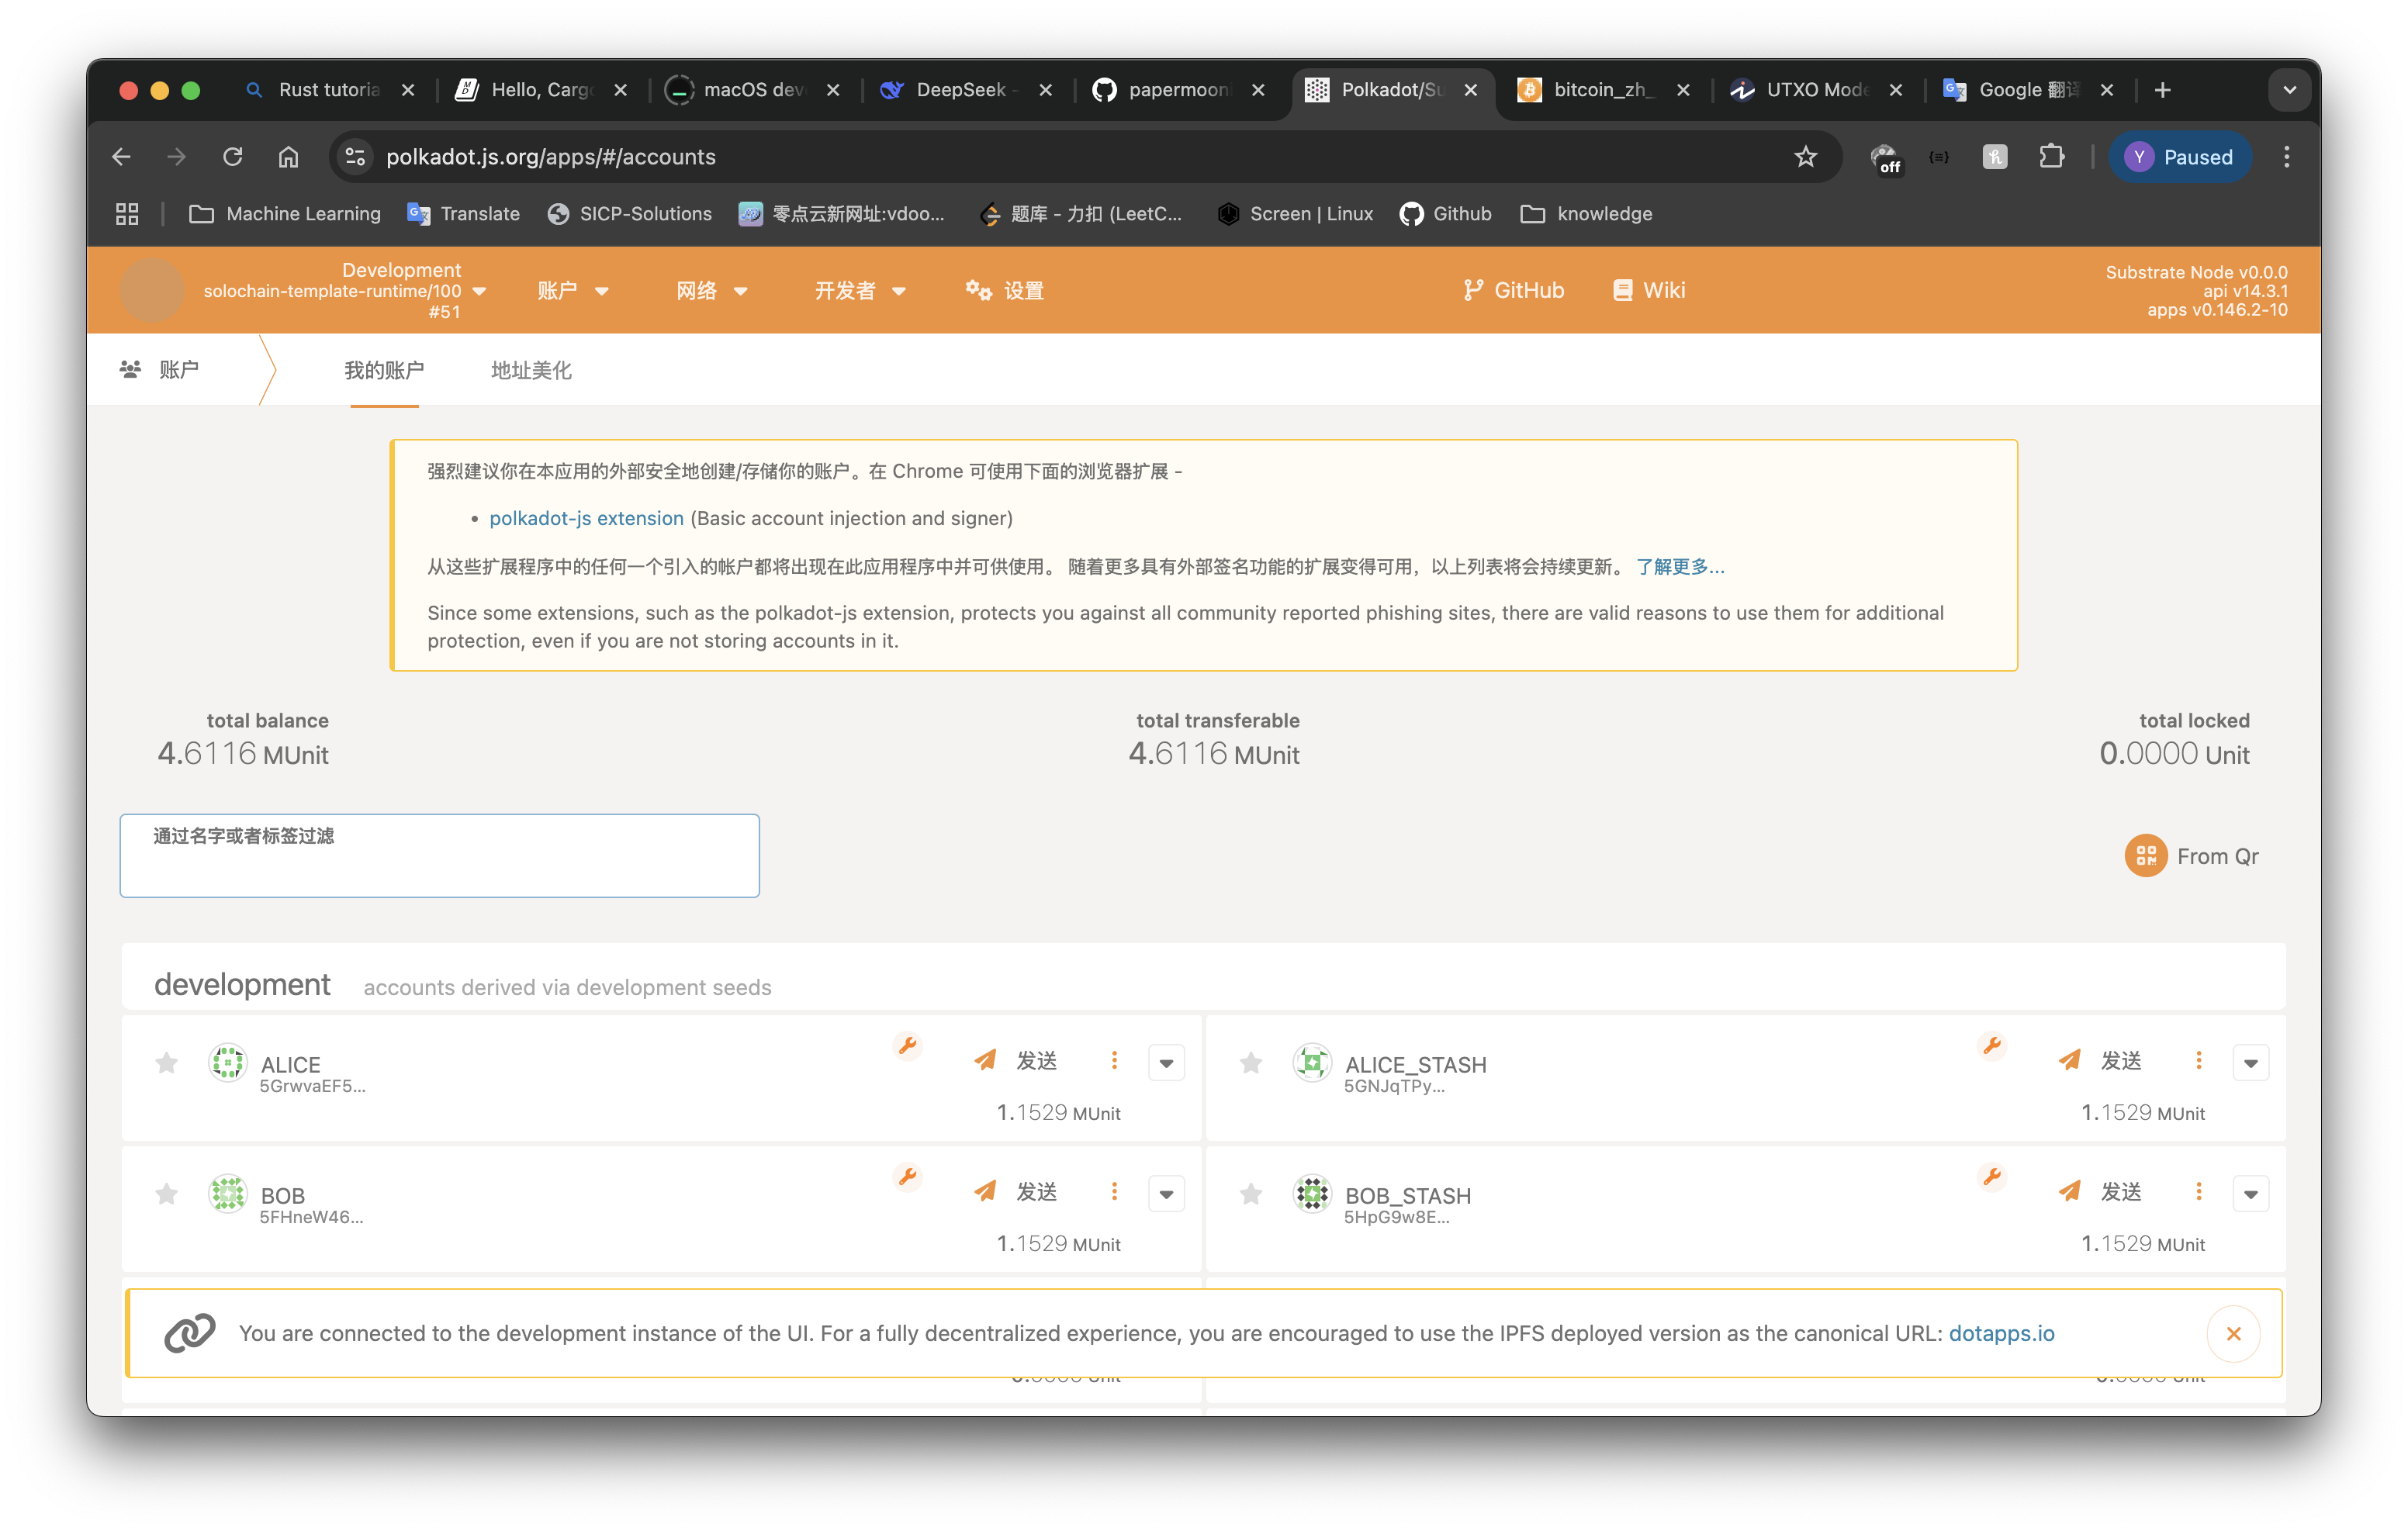 Rust tutoria
Hello, Carg
macOS dev
DeepSeek -
papermoon
Polkadot/Su
bitcoin_zh_
UTXO Mode
Google 翻译
polkadot.js.org/apps/#/accounts
off
Y
Paused
Machine Learning
Translate
SICP-Solutions
零点云新网址:vdoo...
题库 - 力扣 (LeetC...
Screen | Linux
Github
knowledge
Development
solochain-template-runtime/100
#51
账户
网络
开发者
设置
GitHub
Wiki
Substrate Node v0.0.0
api v14.3.1
apps v0.146.2-10
账户
我的账户
地址美化
强烈建议你在本应用的外部安全地创建/存储你的账户。在 Chrome 可使用下面的浏览器扩展 -
• polkadot-js extension (Basic account injection and signer)
从这些扩展程序中的任何一个引入的帐户都将出现在此应用程序中并可供使用。 随着更多具有外部签名功能的扩展变得可用，以上列表将会持续更新。 了解更多...
Since some extensions, such as the polkadot-js extension, protects you against all community reported phishing sites, there are valid reasons to use them for additional
protection, even if you are not storing accounts in it.
total balance
4.6116 MUnit
total transferable
4.6116 MUnit
total locked
0.0000 Unit
通过名字或者标签过滤
From Qr
development
accounts derived via development seeds
ALICE
5GrwvaEF5...
发送
1.1529 MUnit
ALICE_STASH
5GNJqTPy...
发送
1.1529 MUnit
BOB
5FHneW46...
发送
1.1529 MUnit
BOB_STASH
5HpG9w8E...
发送
1.1529 MUnit
You are connected to the development instance of the UI. For a fully decentralized experience, you are encouraged to use the IPFS deployed version as the canonical URL: dotapps.io